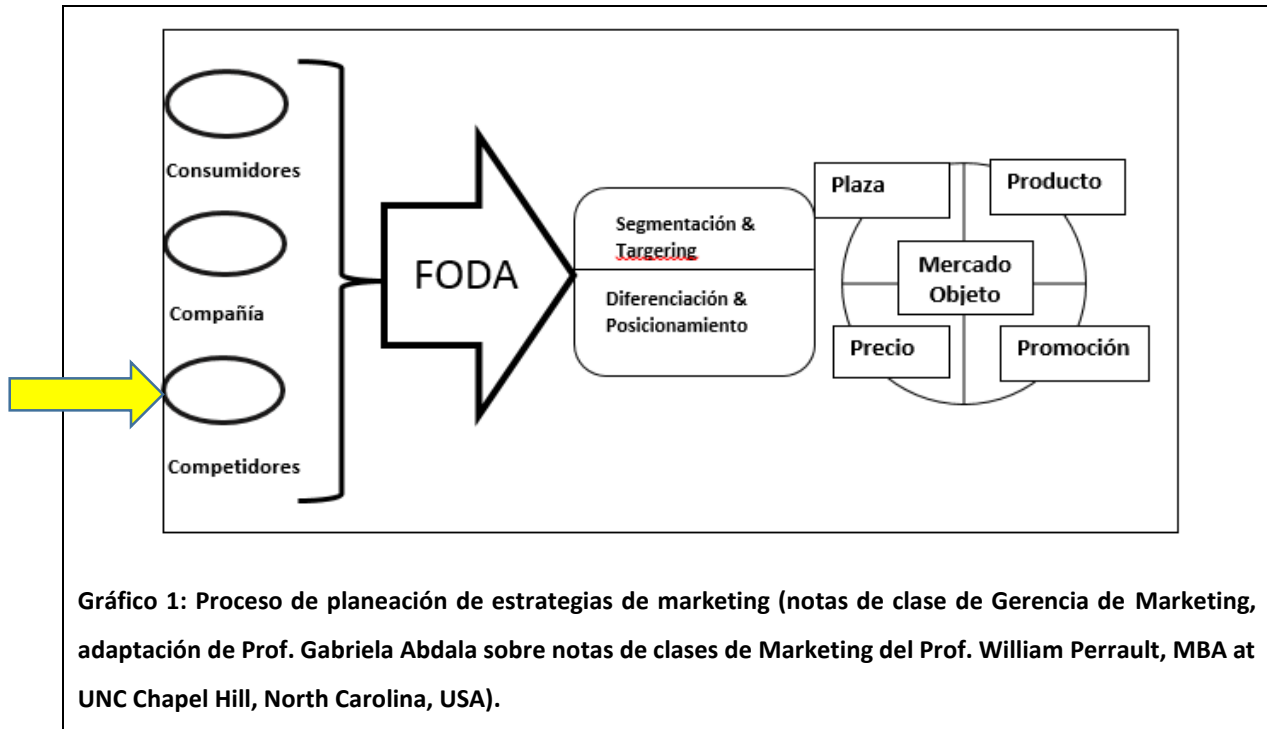 Consumidores
Compañía
Competidores
FODA
Segmentación &
Targering
Diferenciación &
Posicionamiento
Plaza
Producto
Mercado
Objeto
Precio
Promoción
Gráfico 1: Proceso de planeación de estrategias de marketing (notas de clase de Gerencia de Marketing,
adaptación de Prof. Gabriela Abdala sobre notas de clases de Marketing del Prof. William Perrault, MBA at
UNC Chapel Hill, North Carolina, USA).